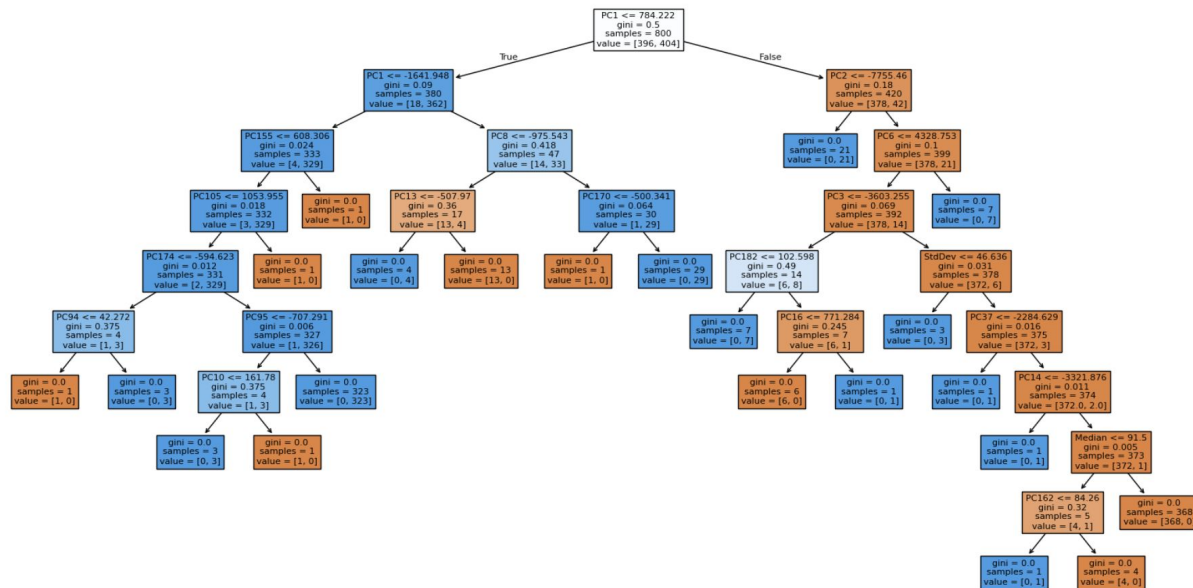 PC1 <= 784.222
gini = 0.5
samples = 800
value = [396, 404]
True
False
PC1 <= -1641.948
gini = 0.09
samples = 380
value = [18, 362]
PC2 <= -7755.46
gini = 0.18
samples = 420
value = [378, 42]
PC155 <= 608.306
gini = 0.024
samples = 333
value = [4, 329]
PC8 <= -975.543
gini = 0.418
samples = 47
value = [14, 33]
gini = 0.0
samples = 21
value = [0, 21]
PC6 <= 4328.753
gini = 0.1
samples = 399
value = [378, 21]
PC105 <= 1053.955
gini = 0.018
samples = 332
value = [3, 329]
gini = 0.0
samples = 1
value = [1, 0]
PC13 <= -507.97
gini = 0.36
samples = 17
value = [13, 4]
PC170 <= -500.341
gini = 0.064
samples = 30
value = [1, 29]
PC3 <= -3603.255
gini = 0.069
samples = 392
value = [378, 14]
gini = 0.0
samples = 7
value = [0, 7]
PC174 <= -594.623
gini = 0.012
samples = 331
value = [2, 329]
gini = 0.0
samples = 1
value = [1, 0]
gini = 0.0
samples = 4
value = [0, 4]
gini = 0.0
samples = 13
value = [13, 0]
gini = 0.0
samples = 1
value = [1, 0]
gini = 0.0
samples = 29
value = [0, 29]
PC182 <= 102.598
gini = 0.49
samples = 14
value = [6, 8]
StdDev <= 46.636
gini = 0.031
samples = 378
value = [372, 6]
PC94 <= 42.272
gini = 0.375
samples = 4
value = [1, 3]
PC95 <= -707.291
gini = 0.006
samples = 327
value = [1, 326]
gini = 0.0
samples = 7
value = [0, 7]
PC16 <= 771.284
gini = 0.245
samples = 7
value = [6, 1]
gini = 0.0
samples = 3
value = [0, 3]
PC37 <= -2284.629
gini = 0.016
samples = 375
value = [372, 3]
gini = 0.0
samples = 1
value = [1, 0]
gini = 0.0
samples = 3
value = [0, 3]
PC10 <= 161.78
gini = 0.375
samples = 4
value = [1, 3]
gini = 0.0
samples = 323
value = [0, 323]
gini = 0.0
samples = 6
value = [6, 0]
gini = 0.0
samples = 1
value = [0, 1]
gini = 0.0
samples = 1
value = [0, 1]
PC14 <= -3321.876
gini = 0.011
samples = 374
value = [372.0, 2.0]
gini = 0.0
samples = 3
value = [0, 3]
gini = 0.0
samples = 1
value = [1, 0]
gini = 0.0
samples = 1
value = [0, 1]
Median <= 91.5
gini = 0.005
samples = 373
value = [372, 1]
PC162 <= 84.26
gini = 0.32
samples = 5
value = [4, 1]
gini = 0.0
samples = 368
value = [368, 0]
gini = 0.0
samples = 1
value = [0, 1]
gini = 0.0
samples = 4
value = [4, 0]